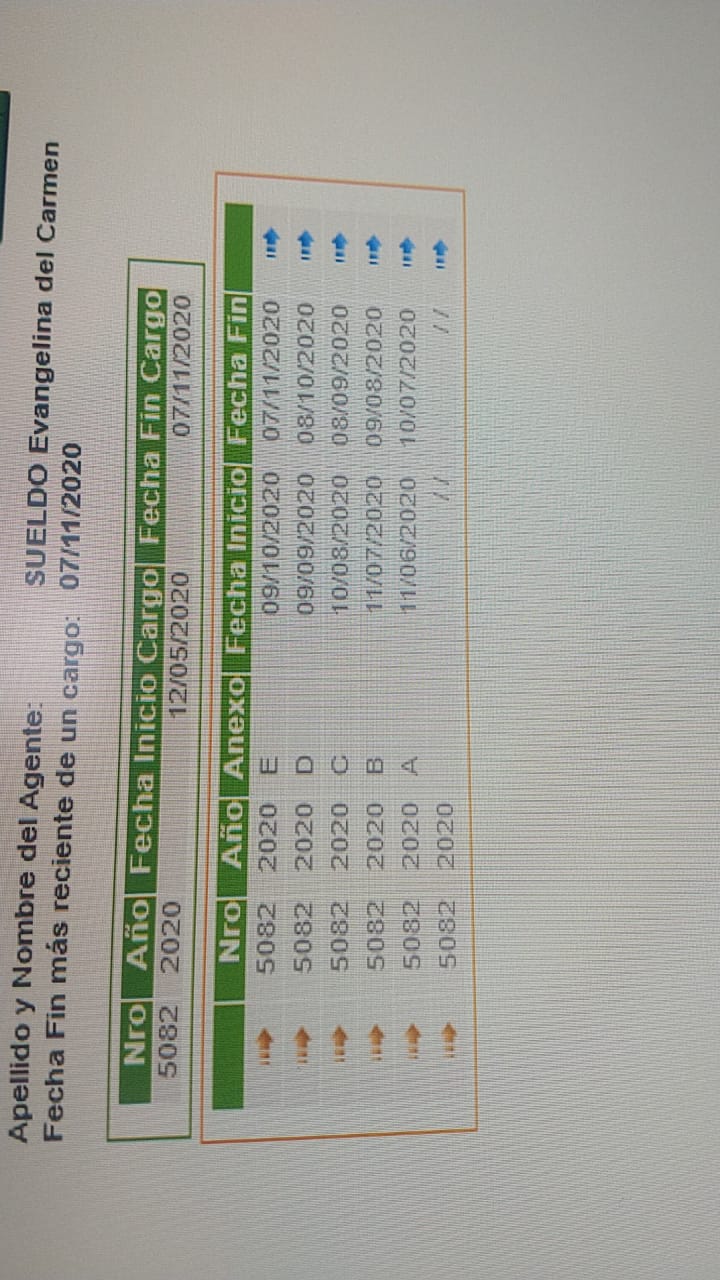 Apellido y Nombre del Agente: SUELDO Evangelina del Carmen
Fecha Fin más reciente de un cargo: 07/11/2020
Nro Año Fecha Inicio Cargo Fecha Fin Cargo
5082 2020 12/05/2020 07/11/2020
Nro Año Anexo Fecha Inicio Fecha Fin
5082 2020 E 09/10/2020 07/11/2020
5082 2020 D 09/09/2020 08/10/2020
5082 2020 C 10/08/2020 08/09/2020
5082 2020 B 11/07/2020 09/08/2020
5082 2020 A 11/06/2020 10/07/2020
5082 2020 / / / /